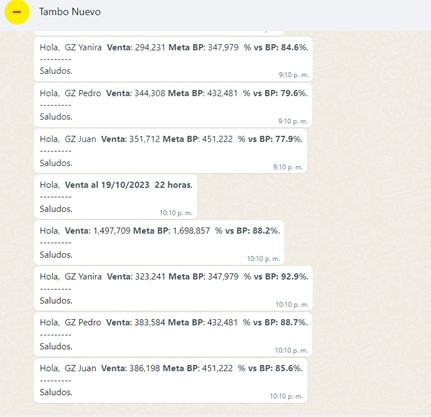 Tambo Nuevo
Hola, GZ Yanira Venta: 294,231 Meta BP: 347,979 % vs BP: 84.6%.
---------
Saludos.
9:10 p. m.
Hola, GZ Pedro Venta: 344,308 Meta BP: 432,481 % vs BP: 79.6%.
---------
Saludos.
9:10 p. m.
Hola, GZ Juan Venta: 351,712 Meta BP: 451,222 % vs BP: 77.9%.
---------
Saludos.
9:10 p. m.
Hola, Venta al 19/10/2023 22 horas.
---------
Saludos.
10:10 p. m.
Hola, Venta: 1,497,709 Meta BP: 1,698,857 % vs BP: 88.2%.
---------
Saludos.
10:10 p. m.
Hola, GZ Yanira Venta: 323,241 Meta BP: 347,979 % vs BP: 92.9%.
---------
Saludos.
10:10 p. m.
Hola, GZ Pedro Venta: 383,584 Meta BP: 432,481 % vs BP: 88.7%.
---------
Saludos.
10:10 p. m.
Hola, GZ Juan Venta: 386,198 Meta BP: 451,222 % vs BP: 85.6%.
---------
Saludos.
10:10 p. m.